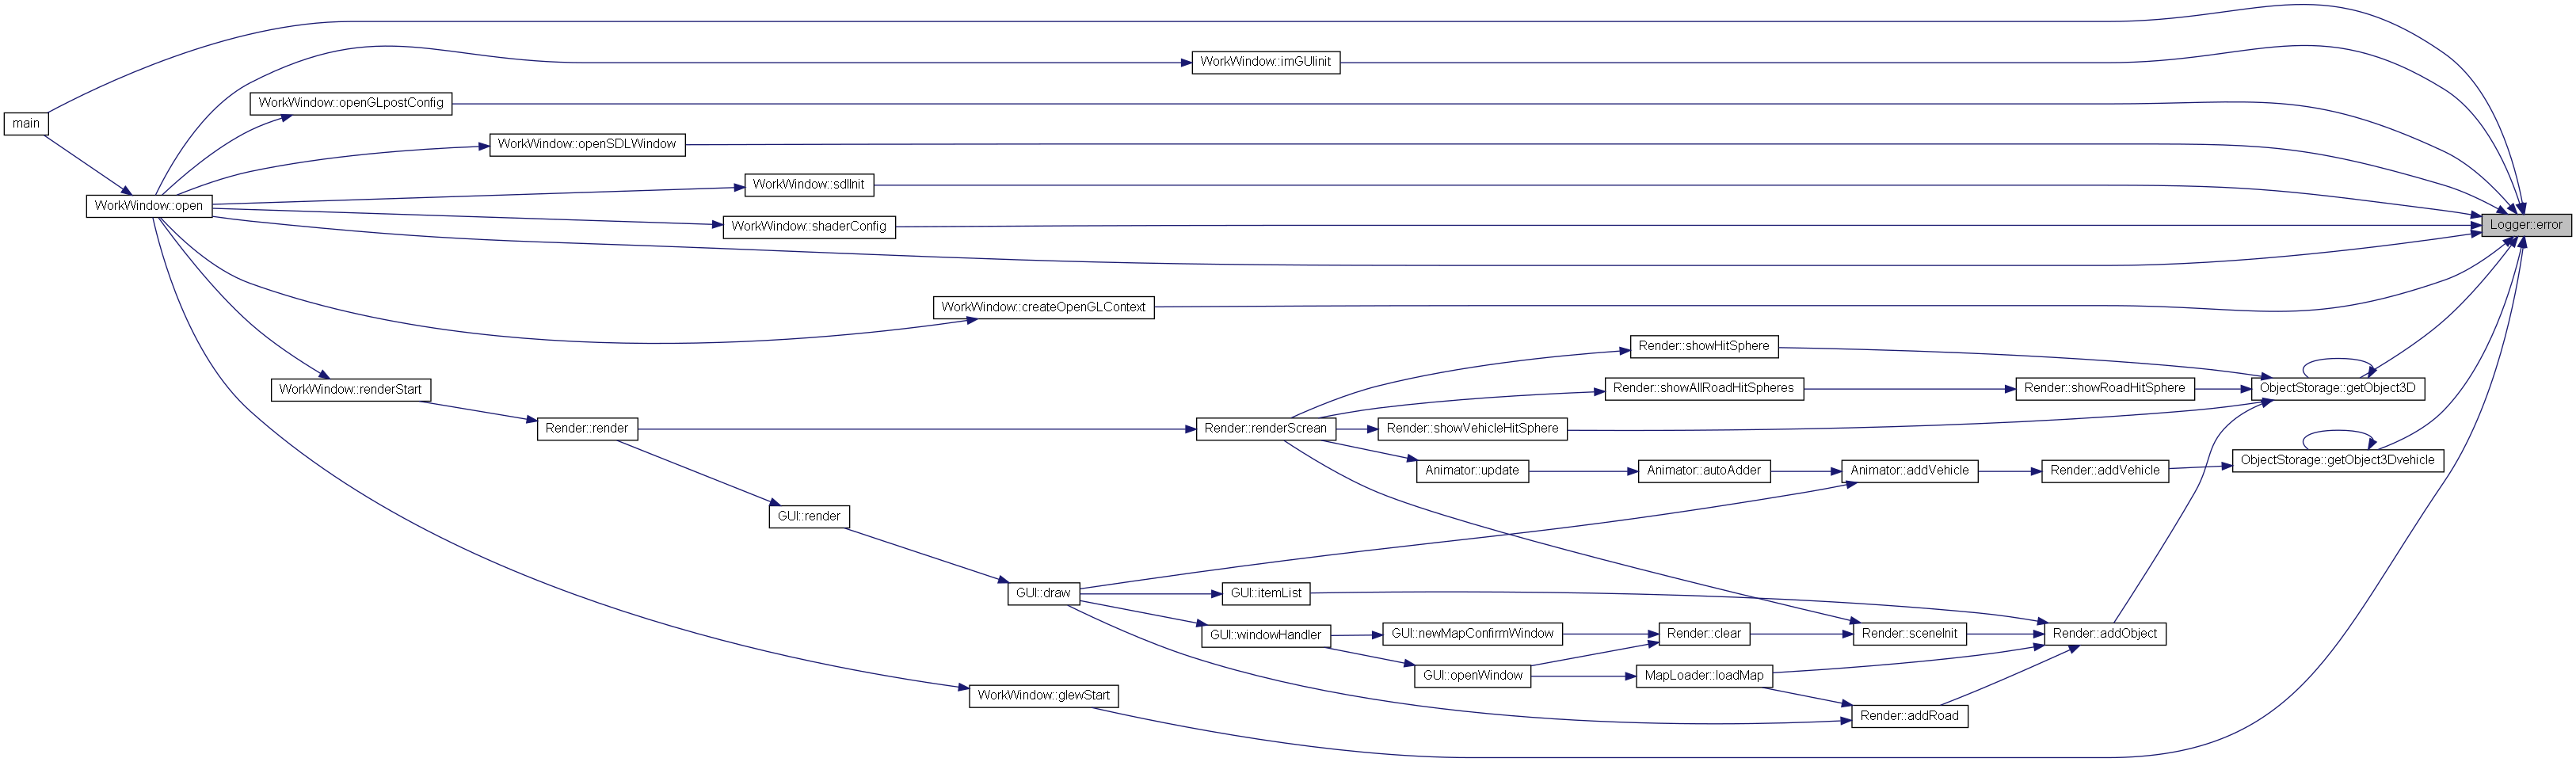 WorkWindow::imGUIinit
WorkWindow::openGLpostConfig
main
WorkWindow::openSDLWindow
WorkWindow::sdlInit
WorkWindow::open
WorkWindow::shaderConfig
Logger::error
WorkWindow::createOpenGLContext
Render::showHitSphere
WorkWindow::renderStart
Render::showAllRoadHitSpheres
Render::showRoadHitSphere
ObjectStorage::getObject3D
Render::render
Render::renderScrean
Render::showVehicleHitSphere
Animator::update
Animator::autoAdder
Animator::addVehicle
Render::addVehicle
ObjectStorage::getObject3Dvehicle
GUI::render
GUI::draw
GUI::itemList
GUI::windowHandler
GUI::newMapConfirmWindow
Render::clear
Render::sceneInit
Render::addObject
GUI::openWindow
MapLoader::loadMap
WorkWindow::glewStart
Render::addRoad